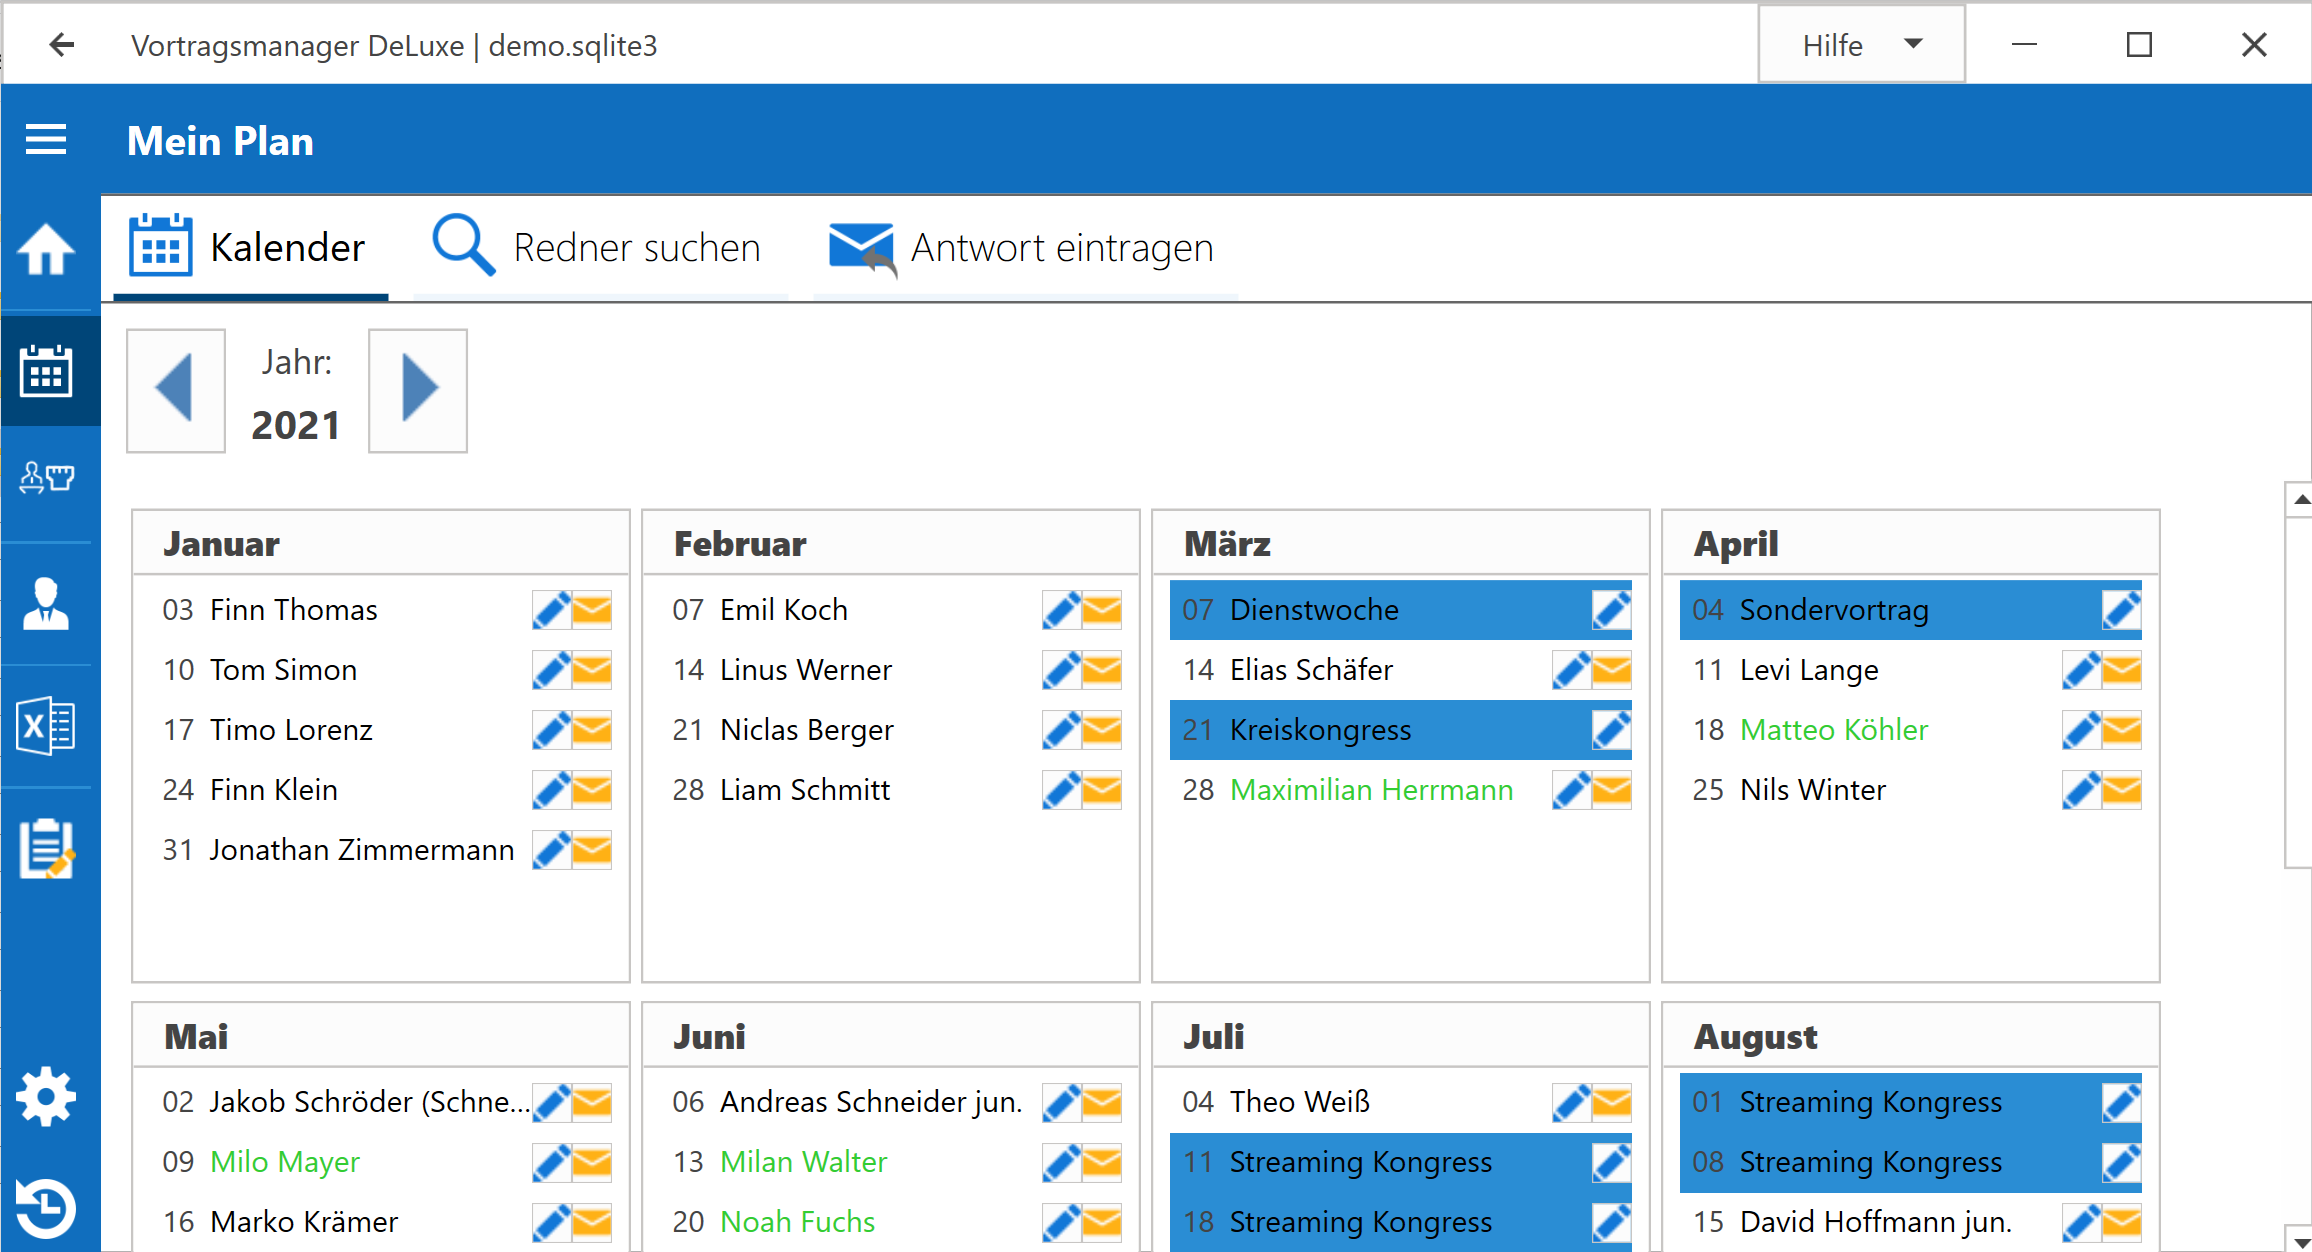 Vortragsmanager DeLuxe | demo.sqlite3 Hilfe
Mein Plan
Kalender Redner suchen Antwort eintragen
Jahr:
2021
Januar
03 Finn Thomas
10 Tom Simon
17 Timo Lorenz
24 Finn Klein
31 Jonathan Zimmermann
Februar
07 Emil Koch
14 Linus Werner
21 Niclas Berger
28 Liam Schmitt
März
07 Dienstwoche
14 Elias Schäfer
21 Kreiskongress
28 Maximilian Herrmann
April
04 Sondervortrag
11 Levi Lange
18 Matteo Köhler
25 Nils Winter
Mai
02 Jakob Schröder (Schne...
09 Milo Mayer
16 Marko Krämer
Juni
06 Andreas Schneider jun.
13 Milan Walter
20 Noah Fuchs
Juli
04 Theo Weiß
11 Streaming Kongress
18 Streaming Kongress
August
01 Streaming Kongress
08 Streaming Kongress
15 David Hoffmann jun.